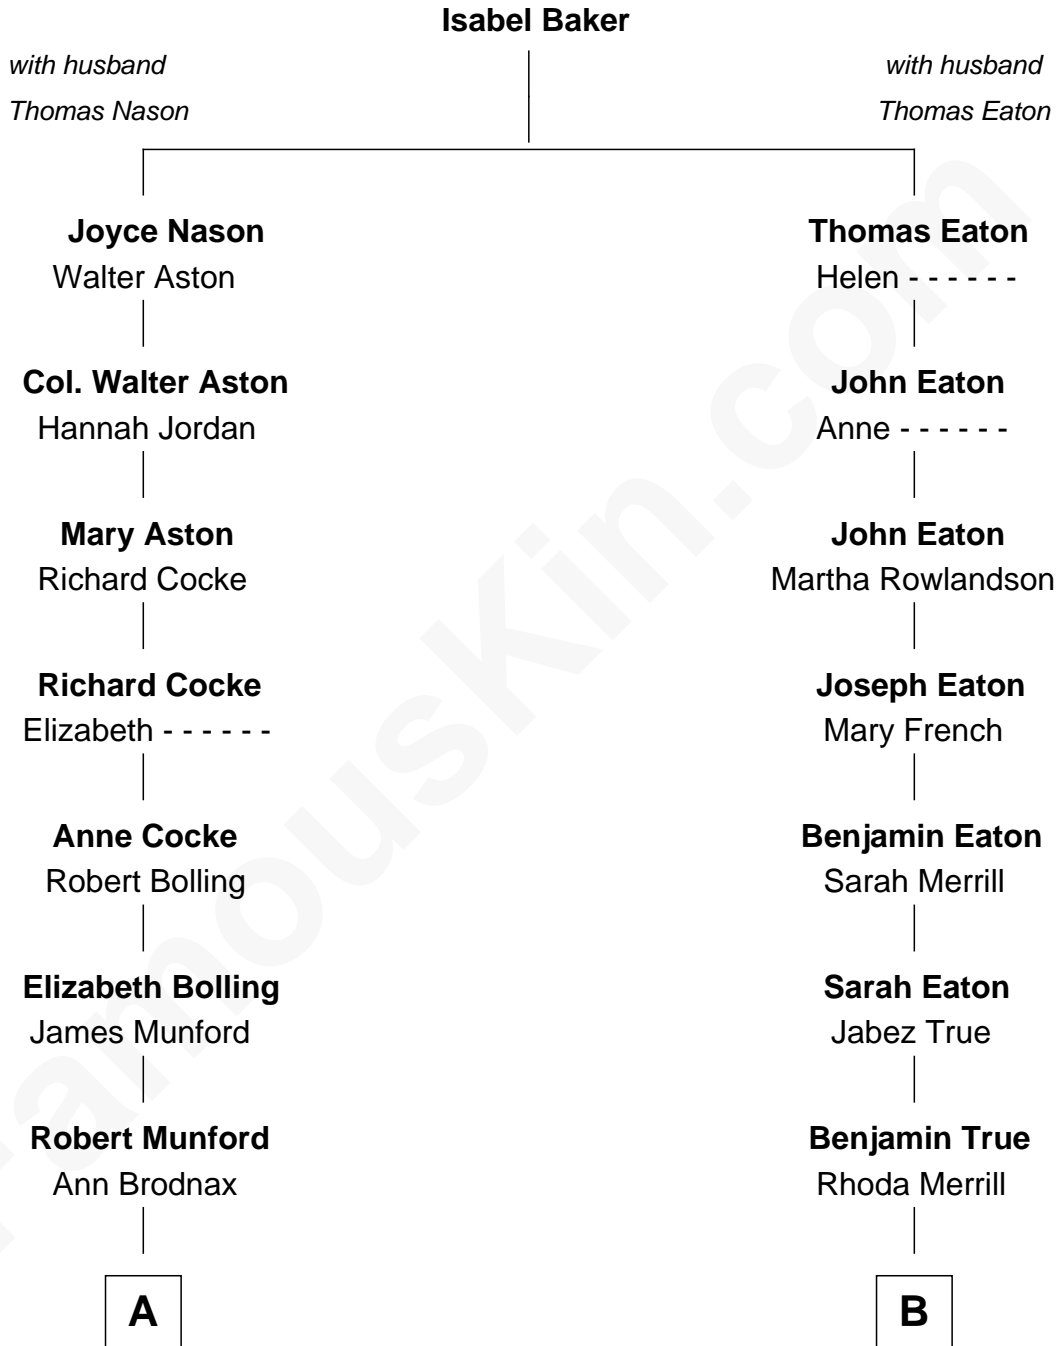 Isabel Baker
with husband
Thomas Nason
with husband
Thomas Eaton
Joyce Nason
Walter Aston
Thomas Eaton
Helen - - - - - -
Col. Walter Aston
Hannah Jordan
John Eaton
Anne - - - - - -
Mary Aston
Richard Cocke
John Eaton
Martha Rowlandson
Richard Cocke
Elizabeth - - - - - -
Joseph Eaton
Mary French
Anne Cocke
Robert Bolling
Benjamin Eaton
Sarah Merrill
Elizabeth Bolling
James Munford
Sarah Eaton
Jabez True
Robert Munford
Ann Brodnax
Benjamin True
Rhoda Merrill
A
B
FamousKin.com